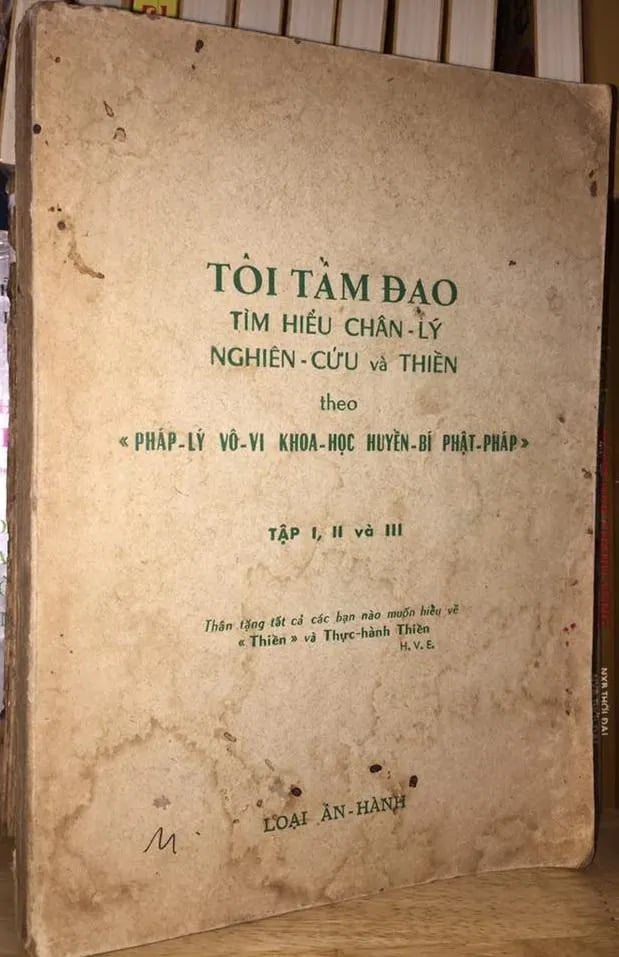 TÔI TẦM ĐẠO
TÌM HIỂU CHÂN-LÝ
NGHIÊN-CỨU và THIỀN
theo
« PHÁP-LÝ VÔ-VI KHOA-HỌC HUYỀN-BÍ PHẬT-PHÁP »
TẬP I, II và III
Thân tặng tất cả các bạn nào muốn hiểu về
« Thiền » và Thực-hành Thiền
H. V. E.
LOẠI ẤN-HÀNH
M
NXB THỜI ĐẠI